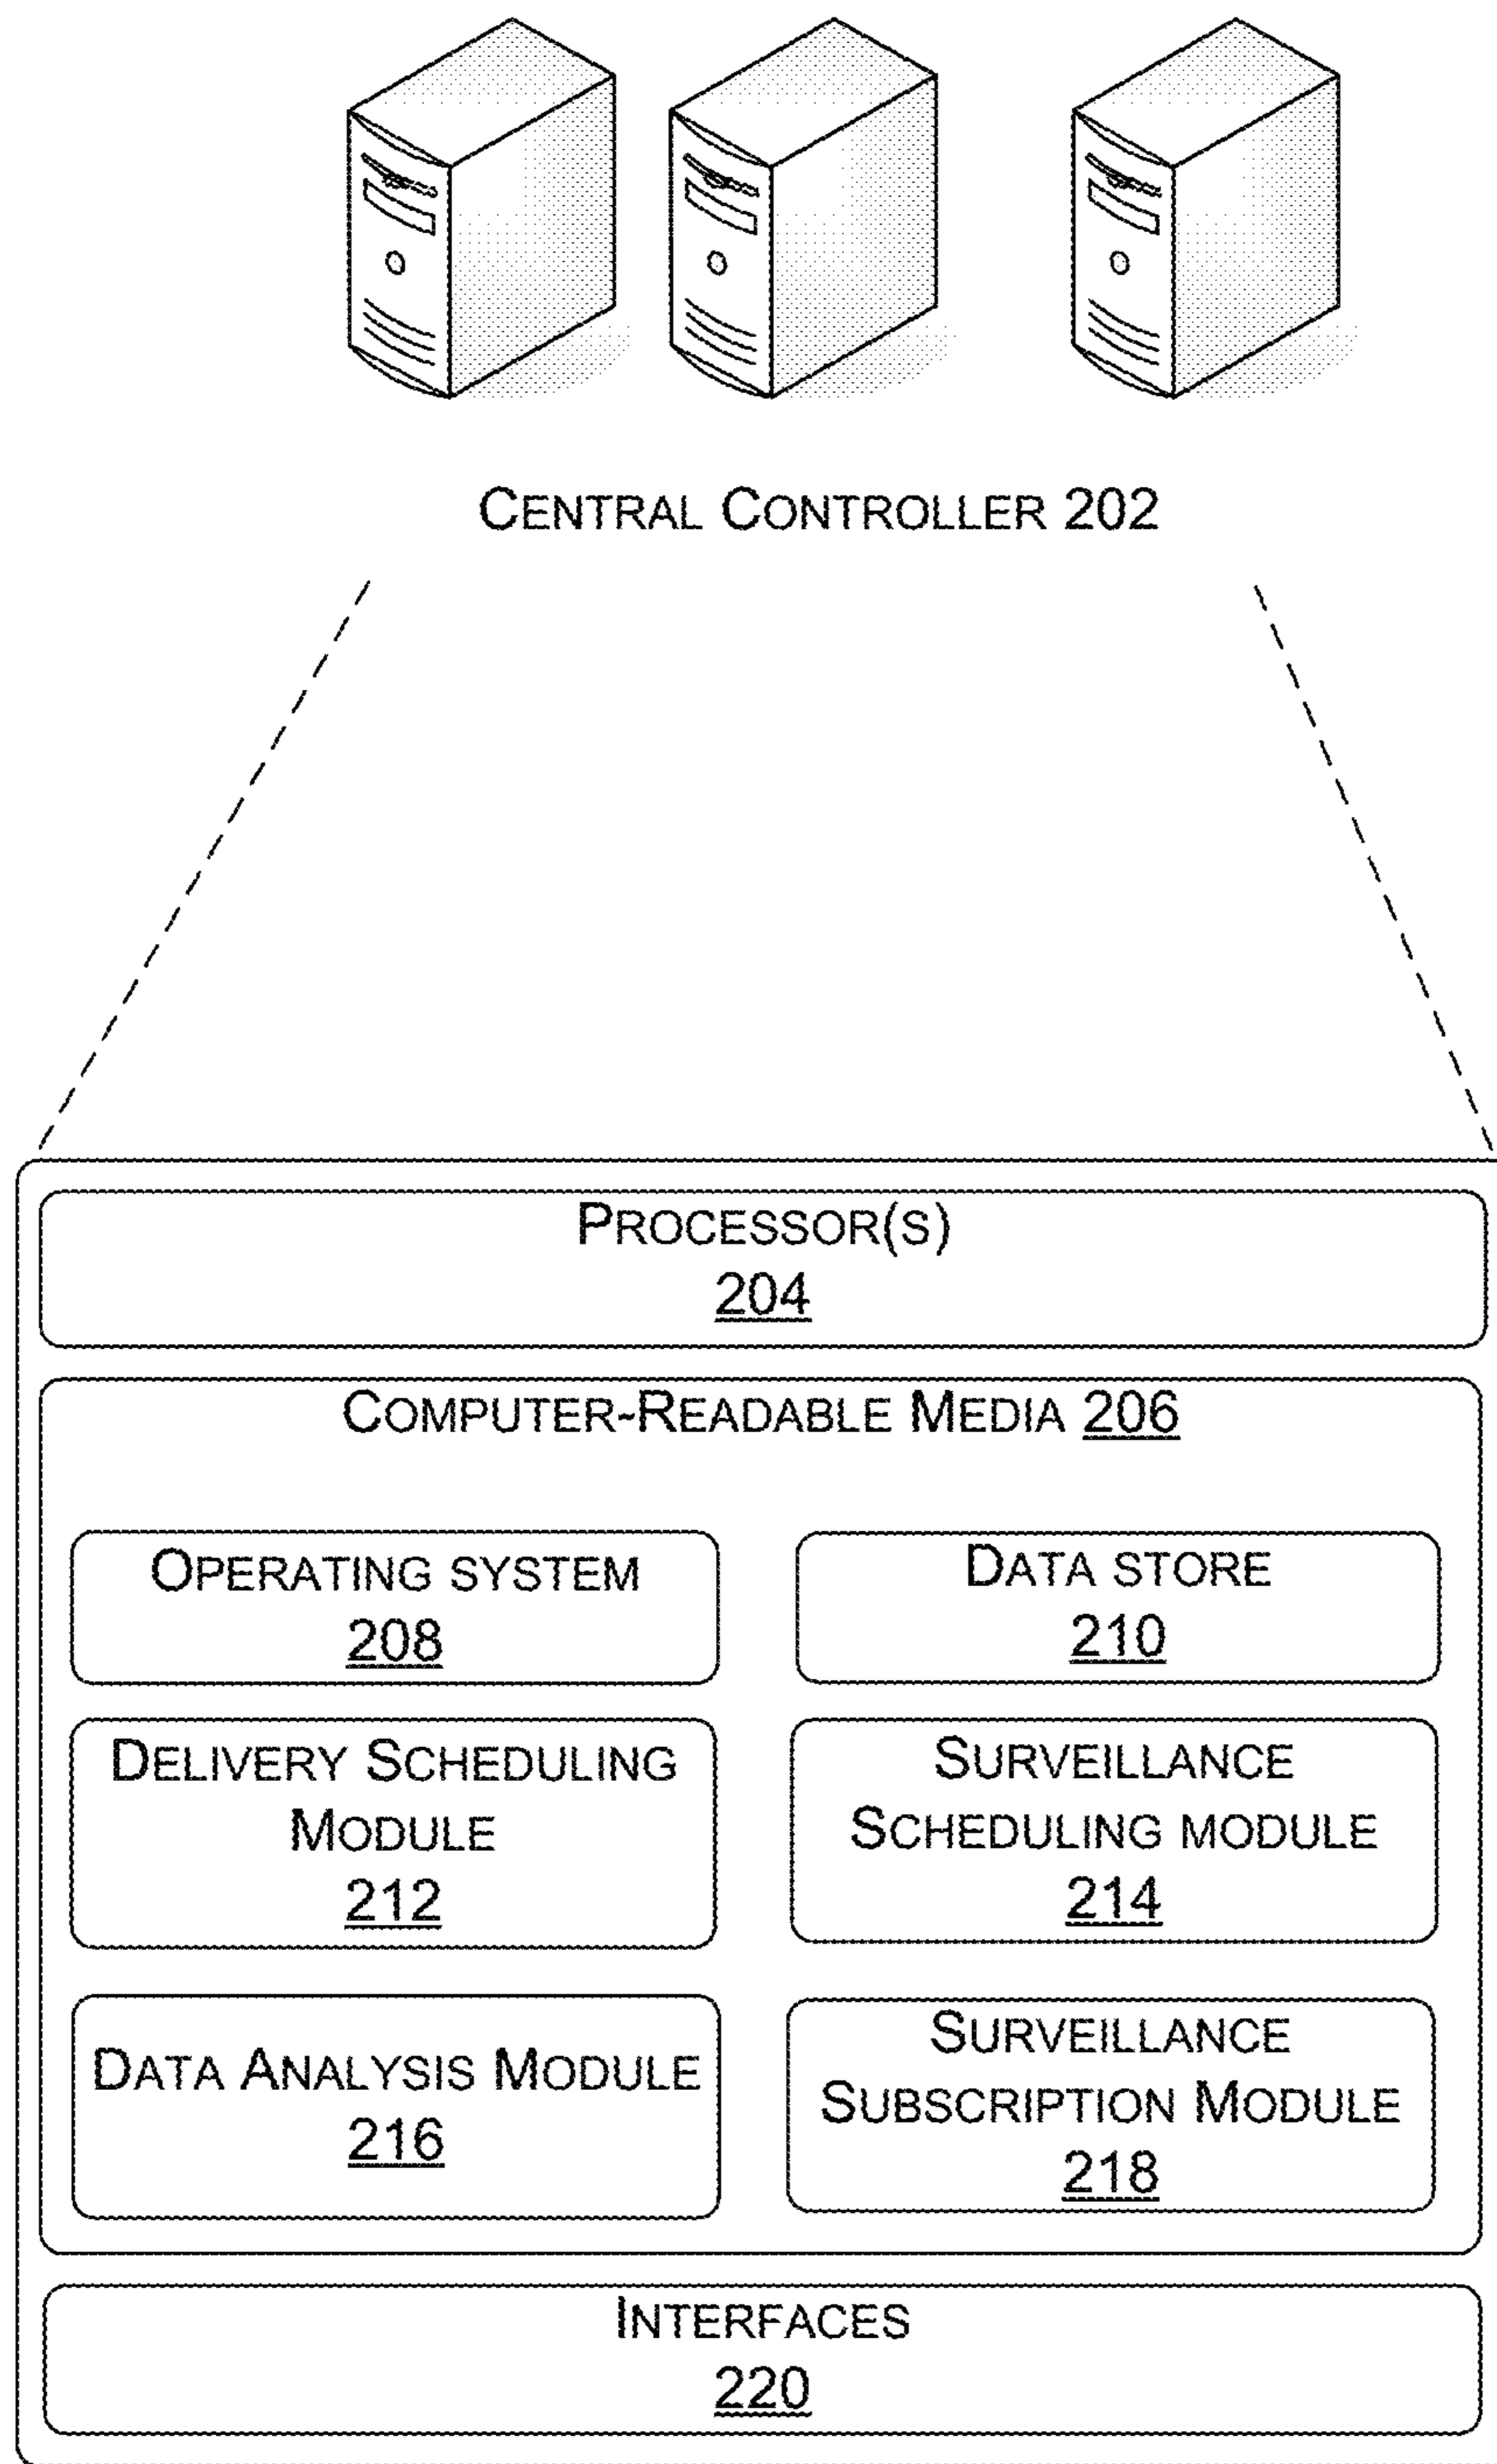 CENTRAL CONTROLLER 202
PROCESSOR(S)
204
COMPUTER-READABLE MEDIA 206
OPERATING SYSTEM
208
DATA STORE
210
DELIVERY SCHEDULING
MODULE
212
SURVEILLANCE
SCHEDULING MODULE
214
DATA ANALYSIS MODULE
216
SURVEILLANCE
SUBSCRIPTION MODULE
218
INTERFACES
220